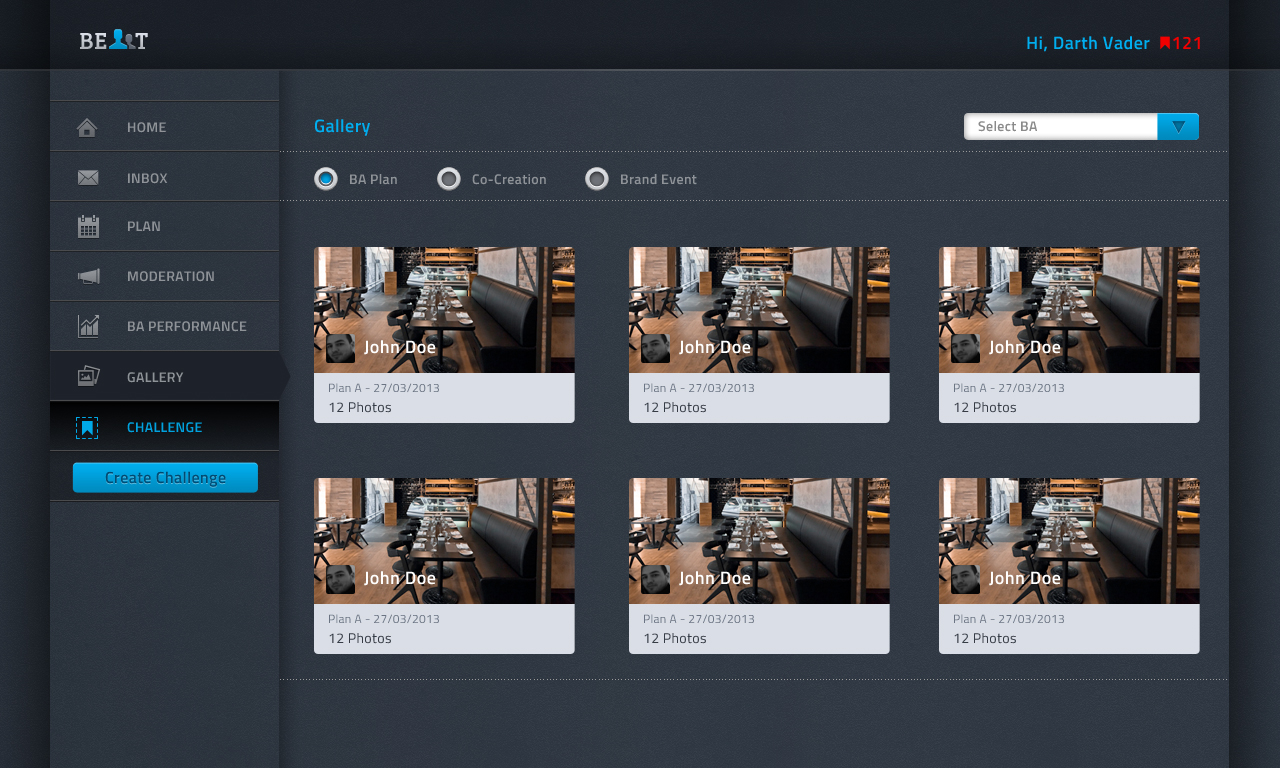 BE T
Hi, Darth Vader 121
HOME
INBOX
PLAN
MODERATION
BA PERFORMANCE
GALLERY
CHALLENGE
Create Challenge
Gallery
Select BA
BA Plan
Co-Creation
Brand Event
John Doe
Plan A - 27/03/2013
12 Photos
John Doe
Plan A - 27/03/2013
12 Photos
John Doe
Plan A - 27/03/2013
12 Photos
John Doe
Plan A - 27/03/2013
12 Photos
John Doe
Plan A - 27/03/2013
12 Photos
John Doe
Plan A - 27/03/2013
12 Photos